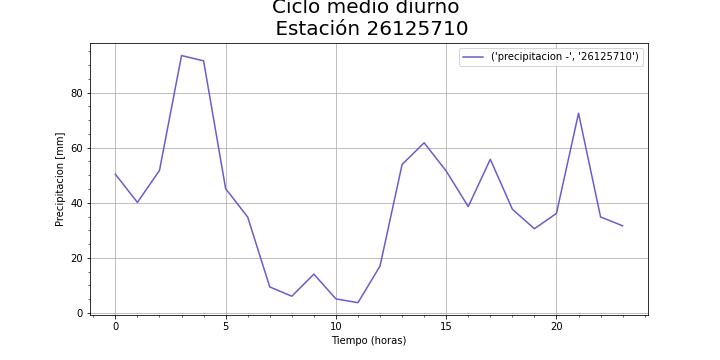 Ciclo medio diurno
Estación 26125710
('precipitacion -', '26125710')
80
60
40
20
0
Precipitacion [mm]
0 5 10 15 20
Tiempo (horas)